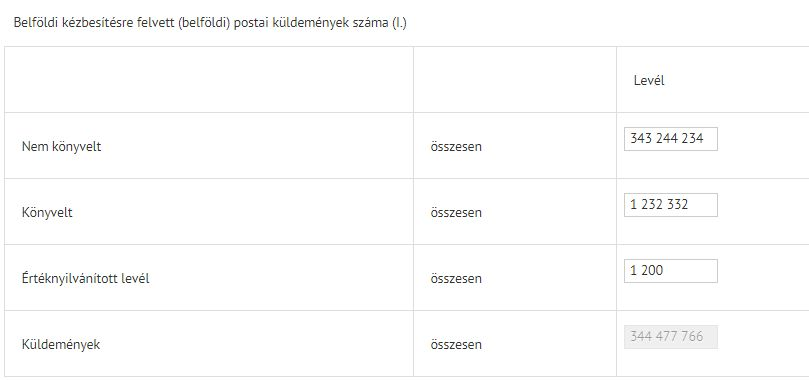 Belföldi kézbesítésre felvett (belföldi) postai küldemények száma (I.)
Levél
Nem könyvelt összesen 343 244 234
Könyvelt összesen 1 232 332
Értéknyilvánított levél összesen 1 200
Küldemények összesen 344 477 766